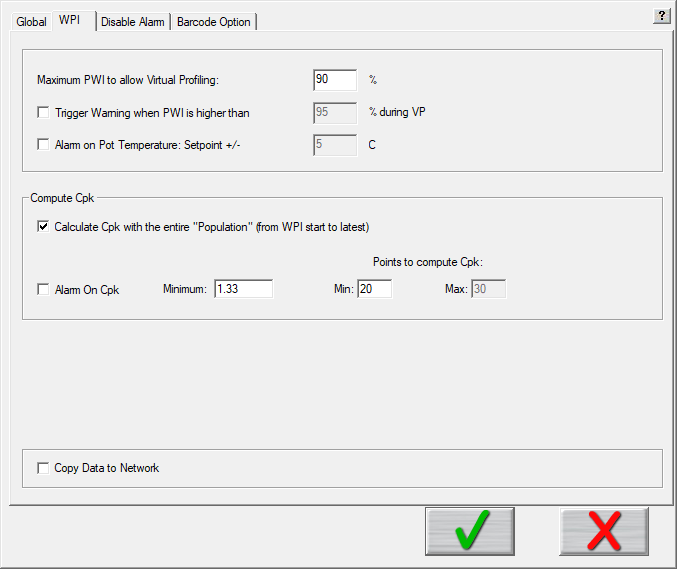 Global WPI Disable Alarm Barcode Option ?
Maximum PWI to allow Virtual Profiling: 90 %
Trigger Warning when PWI is higher than 95 % during VP
Alarm on Pot Temperature: Setpoint +/- 5 C
Compute Cpk
Calculate Cpk with the entire "Population" (from WPI start to latest)
Points to compute Cpk:
Alarm On Cpk Minimum: 1.33 Min: 20 Max: 30
Copy Data to Network